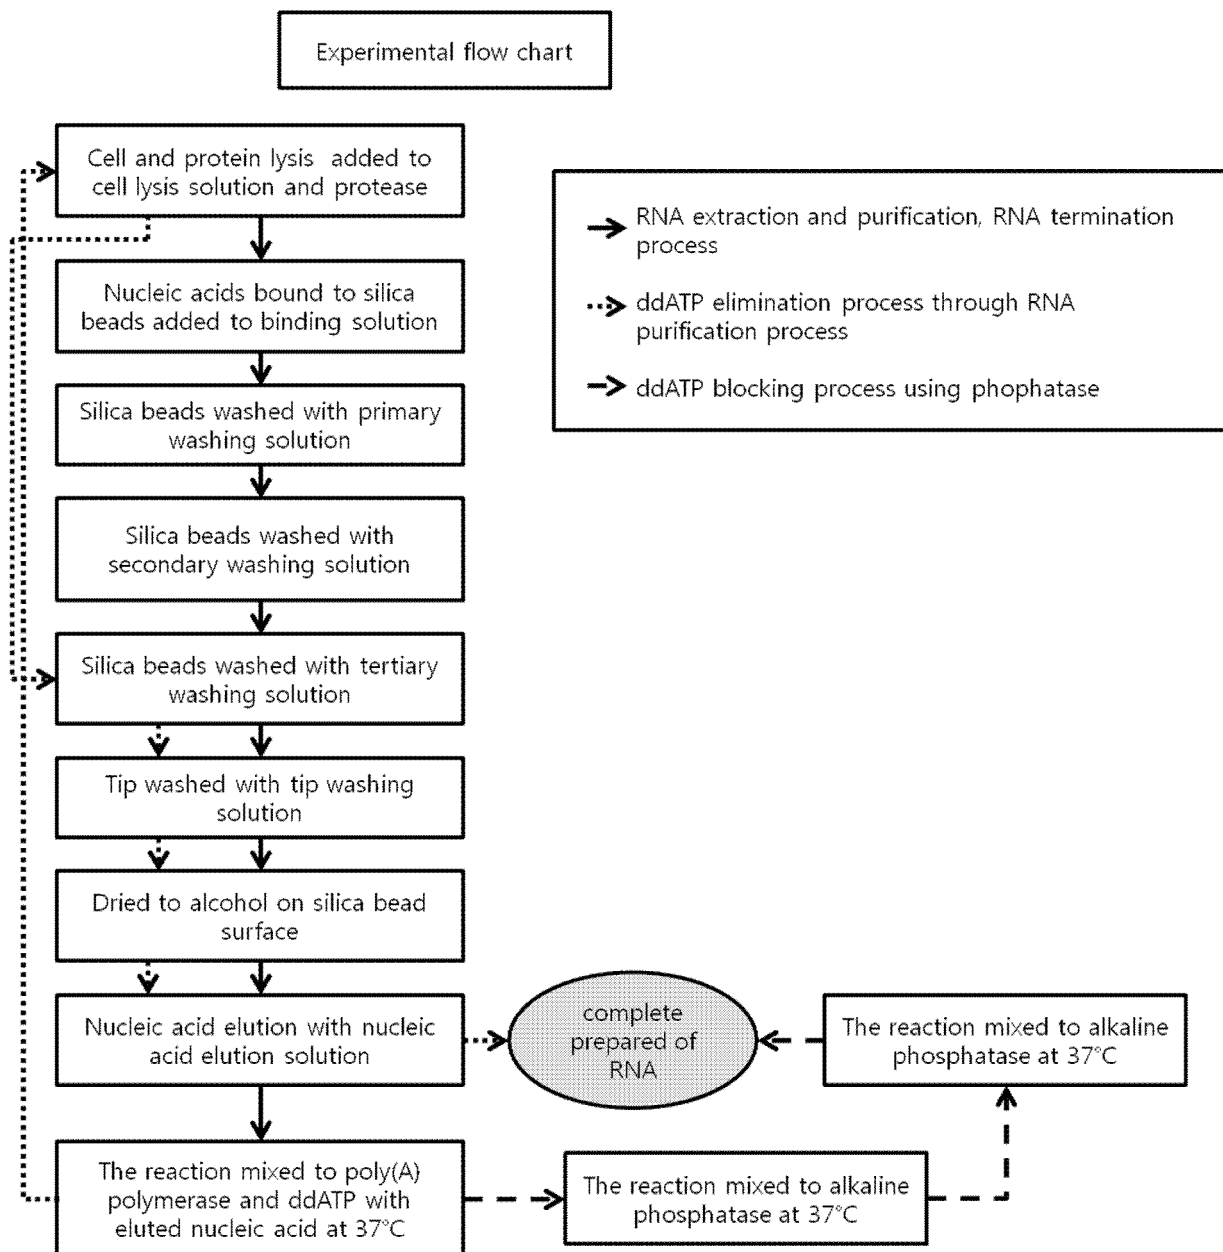 Experimental flow chart
Cell and protein lysis added to
cell lysis solution and protease
RNA extraction and purification, RNA termination
process
ddATP elimination process through RNA
purification process
ddATP blocking process using phophatase
Nucleic acids bound to silica
beads added to binding solution
Silica beads washed with primary
washing solution
Silica beads washed with
secondary washing solution
Silica beads washed with tertiary
washing solution
Tip washed with tip washing
solution
Dried to alcohol on silica bead
surface
Nucleic acid elution with nucleic
acid elution solution
complete
prepared of
RNA
The reaction mixed to alkaline
phosphatase at 37°C
The reaction mixed to poly(A)
polymerase and ddATP with
eluted nucleic acid at 37°C
The reaction mixed to alkaline
phosphatase at 37°C